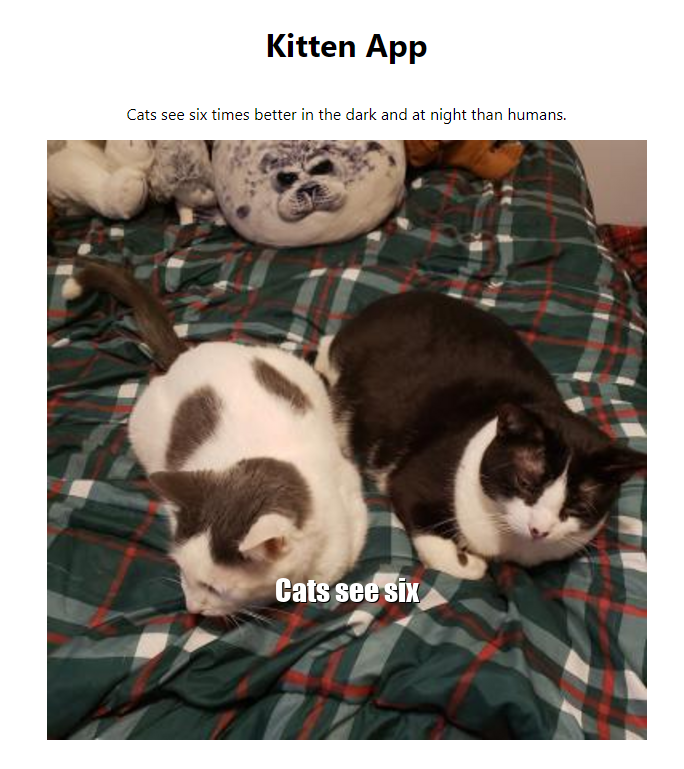 Kitten App
Cats see six times better in the dark and at night than humans.
Cats see six